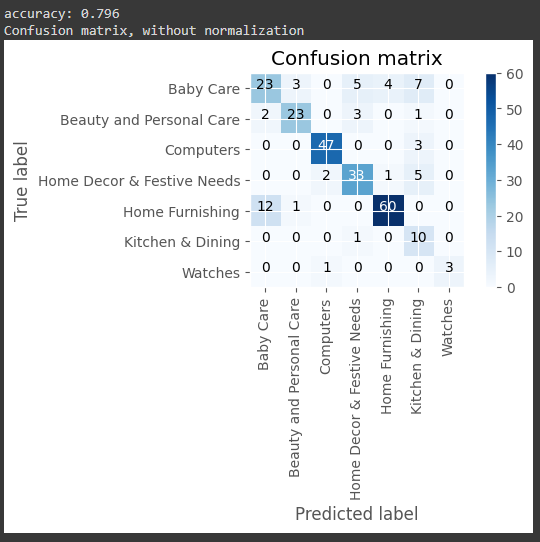 accuracy: 0.796
Confusion matrix, without normalization
Confusion matrix
True label
Baby Care 23 3 0 5 4 7 0
Beauty and Personal Care 2 23 0 3 0 1 0
Computers 0 0 47 0 0 3 0
Home Decor & Festive Needs 0 0 2 33 1 5 0
Home Furnishing 12 1 0 0 60 0 0
Kitchen & Dining 0 0 0 1 0 10 0
Watches 0 0 1 0 0 0 3
60
50
40
30
20
10
0
Baby Care
Beauty and Personal Care
Computers
Home Decor & Festive Needs
Home Furnishing
Kitchen & Dining
Watches
Predicted label